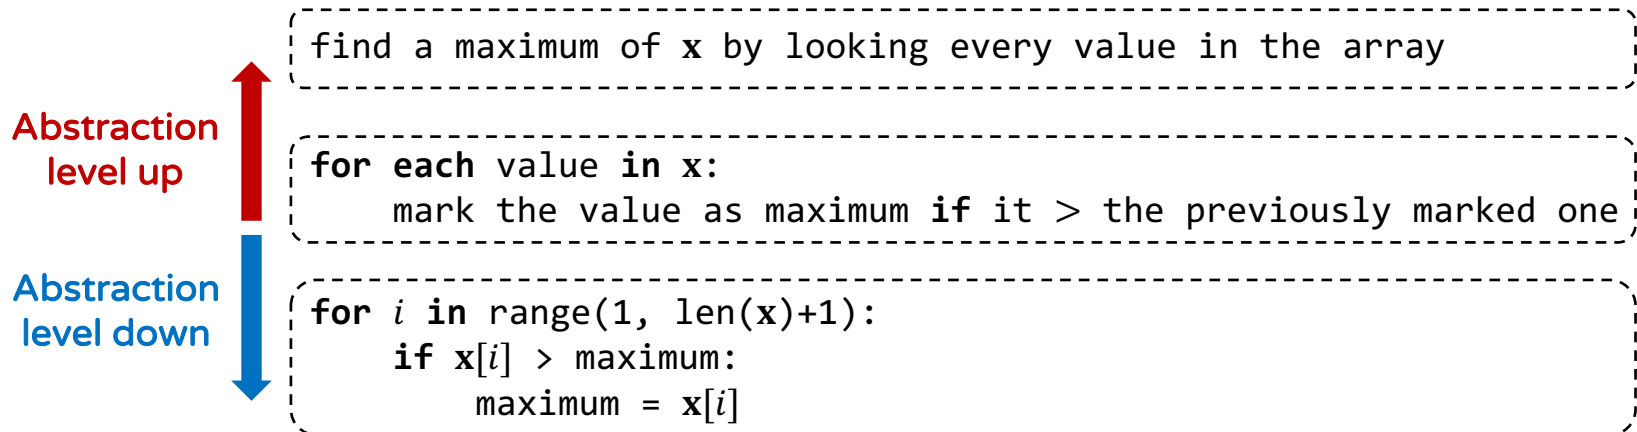 find a maximum of x by looking every value in the array
Abstraction
level up
for each value in x:
    mark the value as maximum if it > the previously marked one
Abstraction
level down
for i in range(1, len(x)+1):
    if x[i] > maximum:
        maximum = x[i]